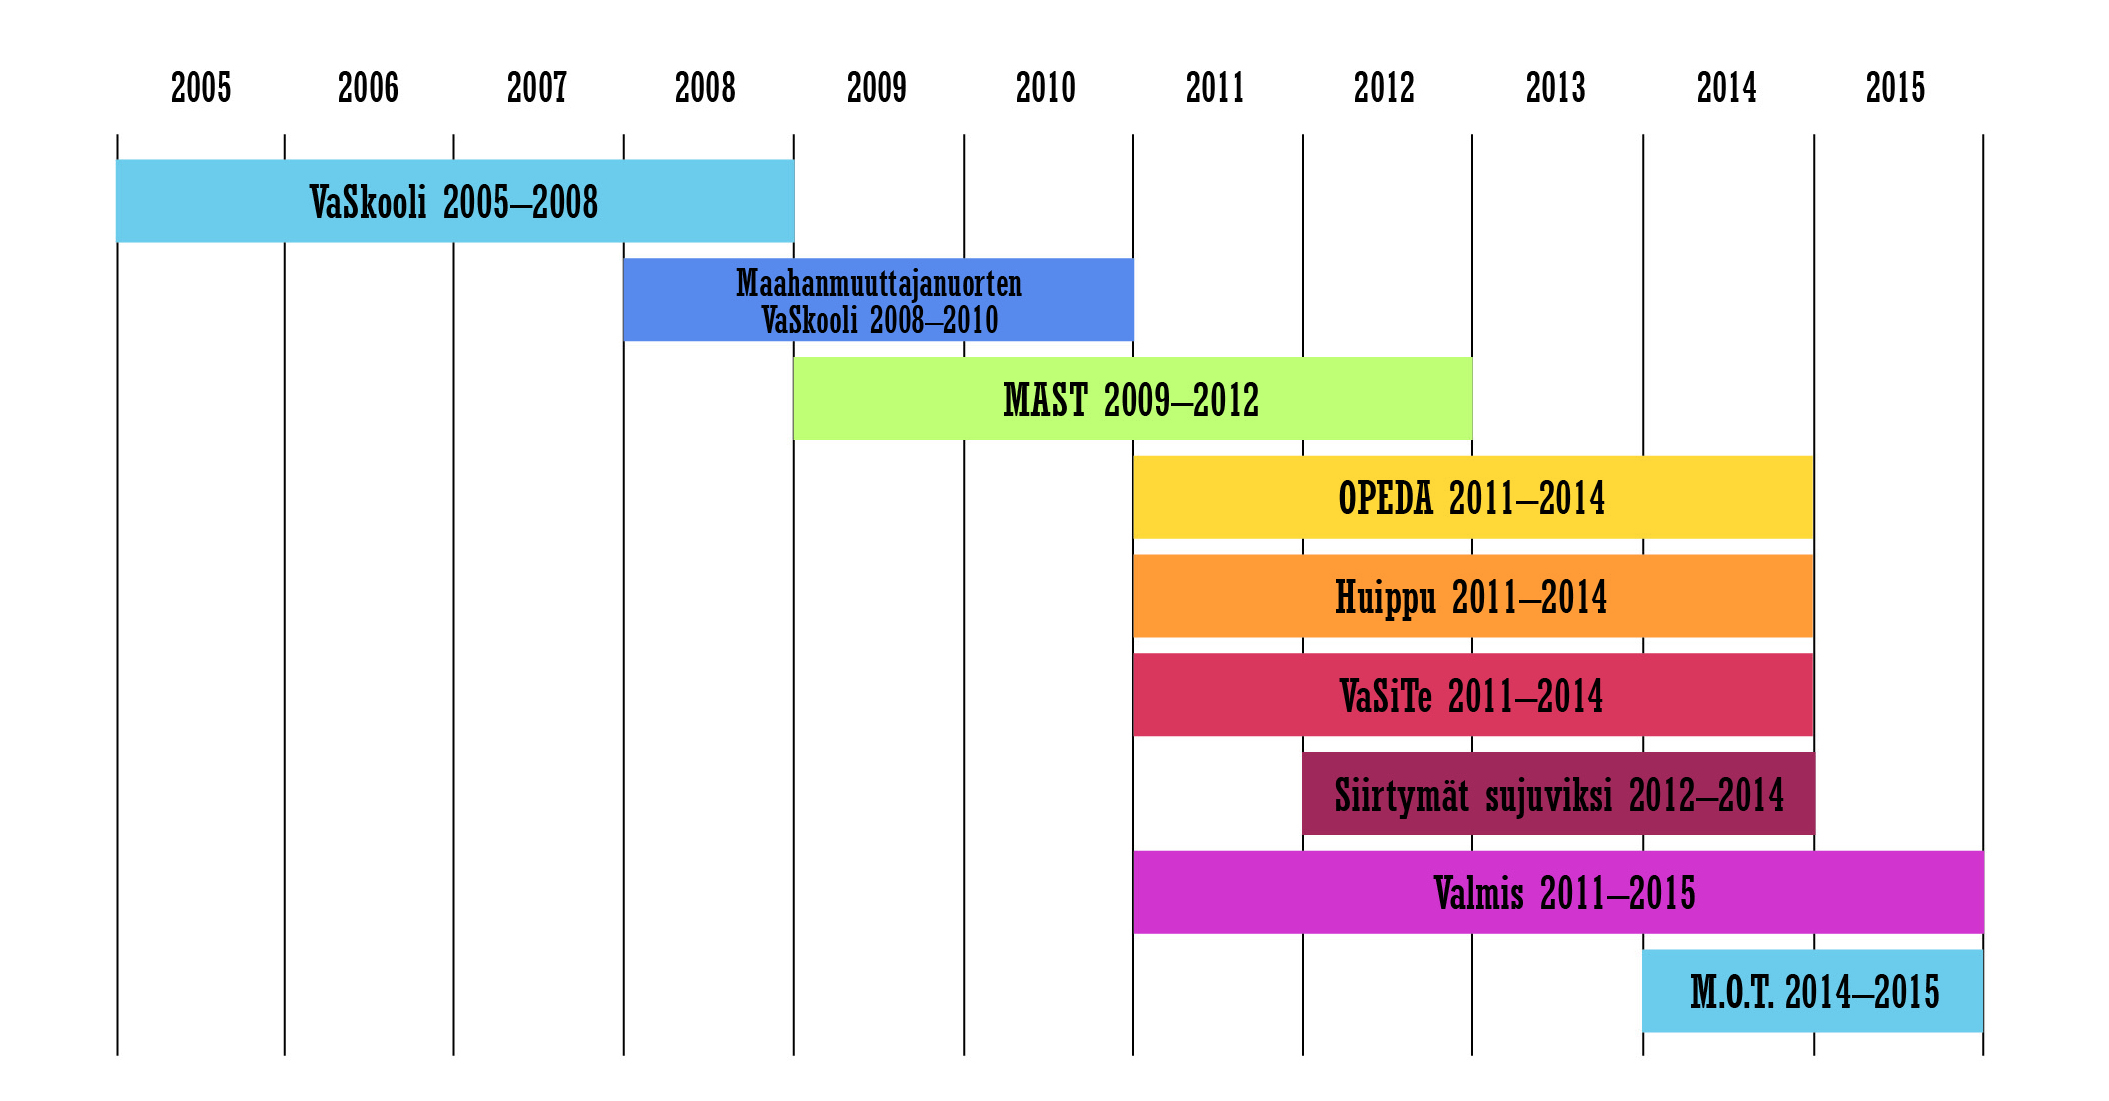 2005 2006 2007 2008 2009 2010 2011 2012 2013 2014 2015
VaSkooli 2005–2008
Maahanmuuttajanuorten
VaSkooli 2008–2010
MAST 2009–2012
OPEDA 2011–2014
Huippu 2011–2014
VaSiTe 2011–2014
Siirtymät sujuviksi 2012–2014
Valmis 2011–2015
M.O.T. 2014–2015